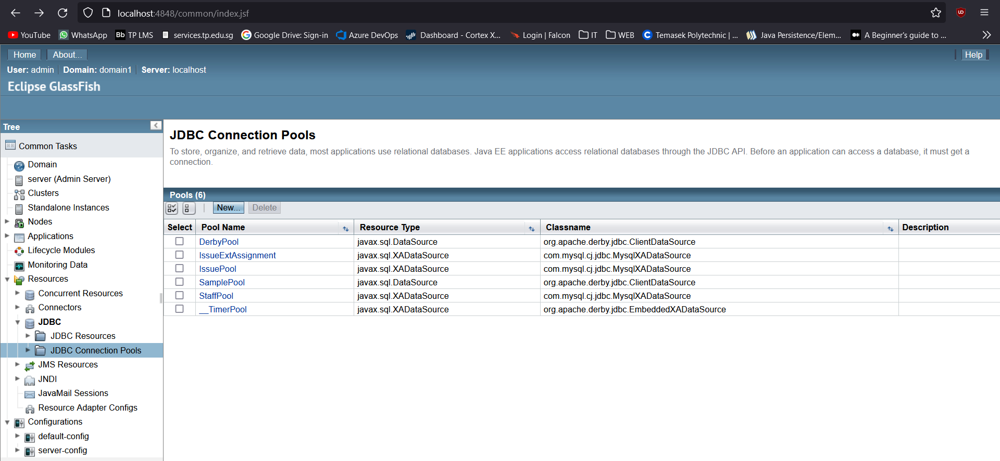 localhost:4848/common/index.jsf
YouTube WhatsApp Bb TP LMS services.tp.edu.sg Google Drive: Sign-in Azure DevOps Dashboard - Cortex X... Login | Falcon IT WEB Temasek Polytechnic | ... Java Persistence/Elem... A Beginner's guide to ...
Home About... Help
User: admin Domain: domain1 Server: localhost
Eclipse GlassFish
Tree
Common Tasks
Domain
server (Admin Server)
Clusters
Standalone Instances
Nodes
Applications
Lifecycle Modules
Monitoring Data
Resources
Concurrent Resources
Connectors
JDBC
JDBC Resources
JDBC Connection Pools
JMS Resources
JNDI
JavaMail Sessions
Resource Adapter Configs
Configurations
default-config
server-config
JDBC Connection Pools
To store, organize, and retrieve data, most applications use relational databases. Java EE applications access relational databases through the JDBC API. Before an application can access a database, it must get a
connection.
Pools (6)
New... Delete
Select Pool Name Resource Type Classname Description
DerbyPool javax.sql.DataSource org.apache.derby.jdbc.ClientDataSource
IssueExtAssignment javax.sql.XADataSource com.mysql.cj.jdbc.MysqlXADataSource
IssuePool javax.sql.XADataSource com.mysql.cj.jdbc.MysqlXADataSource
SamplePool javax.sql.DataSource org.apache.derby.jdbc.ClientDataSource
StaffPool javax.sql.XADataSource com.mysql.cj.jdbc.MysqlXADataSource
__TimerPool javax.sql.XADataSource org.apache.derby.jdbc.EmbeddedXADataSource